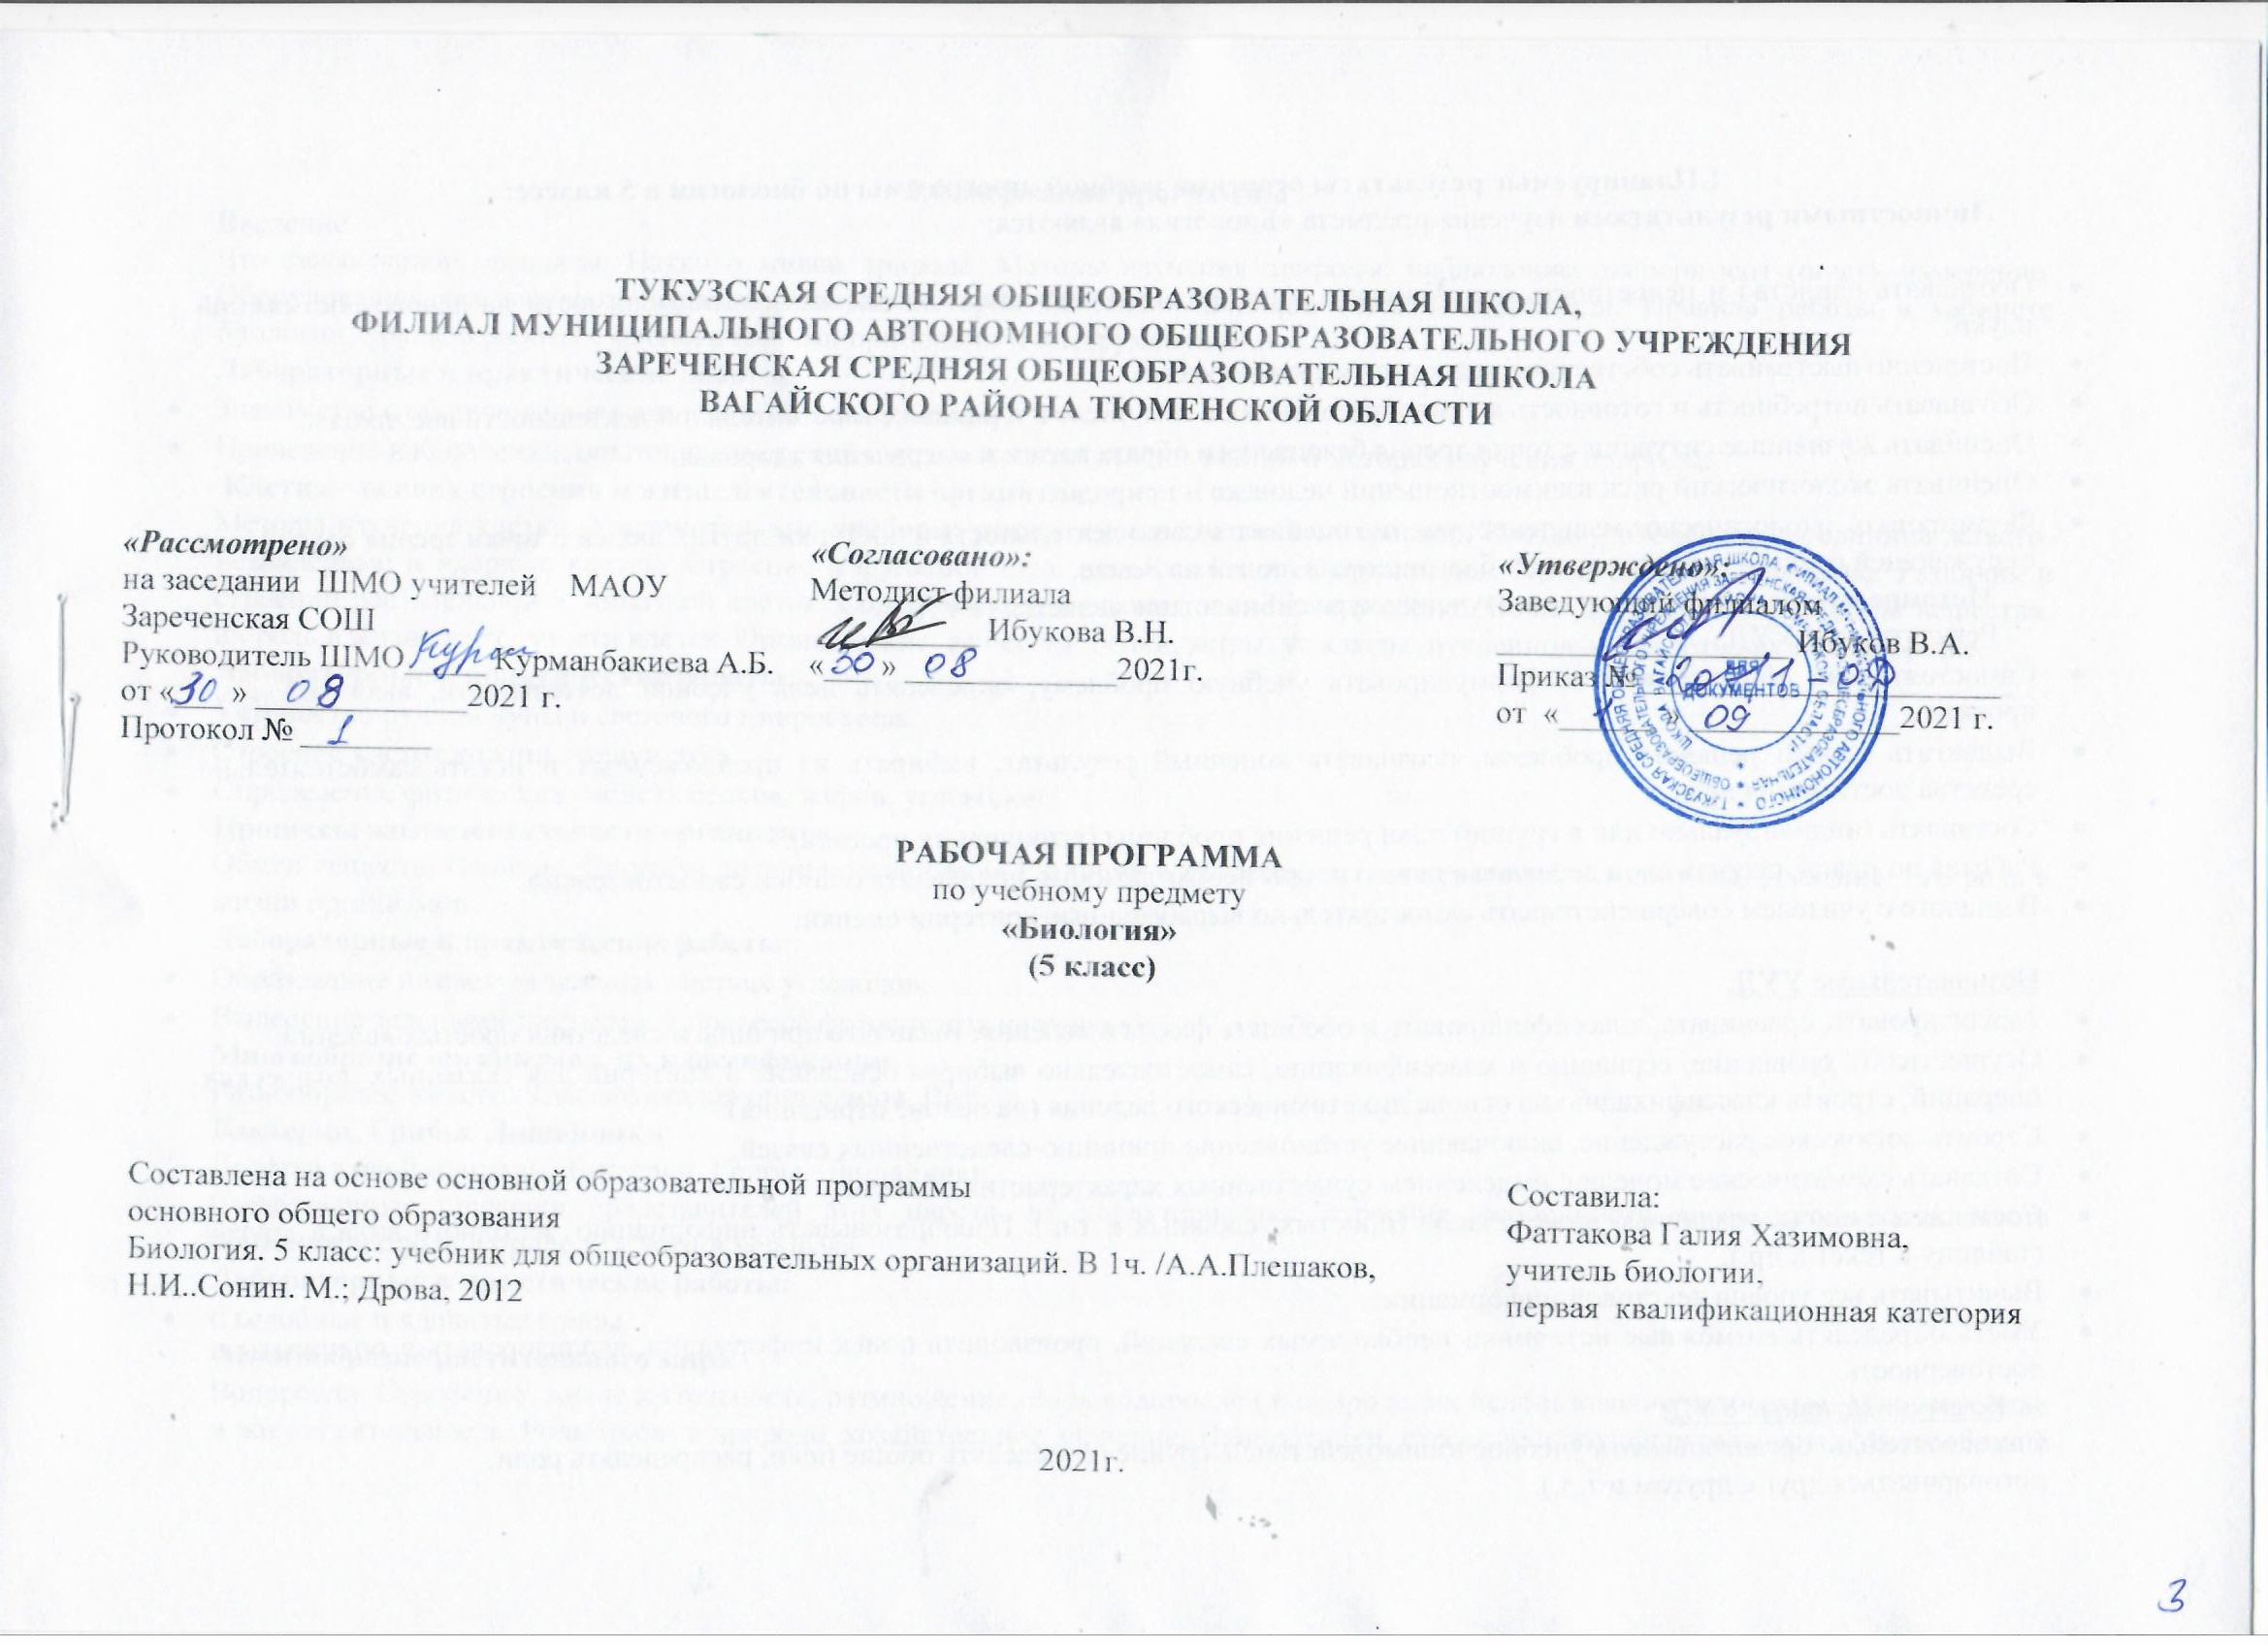 ТУКУЗСКАЯ СРЕДНЯЯ ОБЩЕОБРАЗОВАТЕЛЬНАЯ ШКОЛА,
ФИЛИАЛ МУНИЦИПАЛЬНОГО АВТОНОМНОГО ОБЩЕОБРАЗОВАТЕЛЬНОГО УЧРЕЖДЕНИЯ
ЗАРЕЧЕНСКАЯ СРЕДНЯЯ ОБЩЕОБРАЗОВАТЕЛЬНАЯ ШКОЛА
ВАГАЙСКОГО РАЙОНА ТЮМЕНСКОЙ ОБЛАСТИ
«Рассмотрено»
на заседании ШМО учителей МАОУ
Зареченская СОШ
Руководитель ШМО Курманбакиева А.Б.
от «30» 08 2021 г.
Протокол № 1
«Согласовано»:
Методист филиала
Ибукова В.Н.
«30» 08 2021г.
«Утверждено»:
Заведующий филиалом
Ибуков В.А.
Приказ №
от « 1 » 09 2021 г.
ДЛЯ
ДОКУМЕНТОВ
РАБОЧАЯ ПРОГРАММА
по учебному предмету
«Биология»
(5 класс)
Составлена на основе основной образовательной программы
основного общего образования
Биология. 5 класс: учебник для общеобразовательных организаций. В 1ч. /А.А.Плешаков,
Н.И..Сонин. М.; Дрова, 2012
Составила:
Фаттакова Галия Хазимовна,
учитель биологии,
первая квалификационная категория
2021г.
3